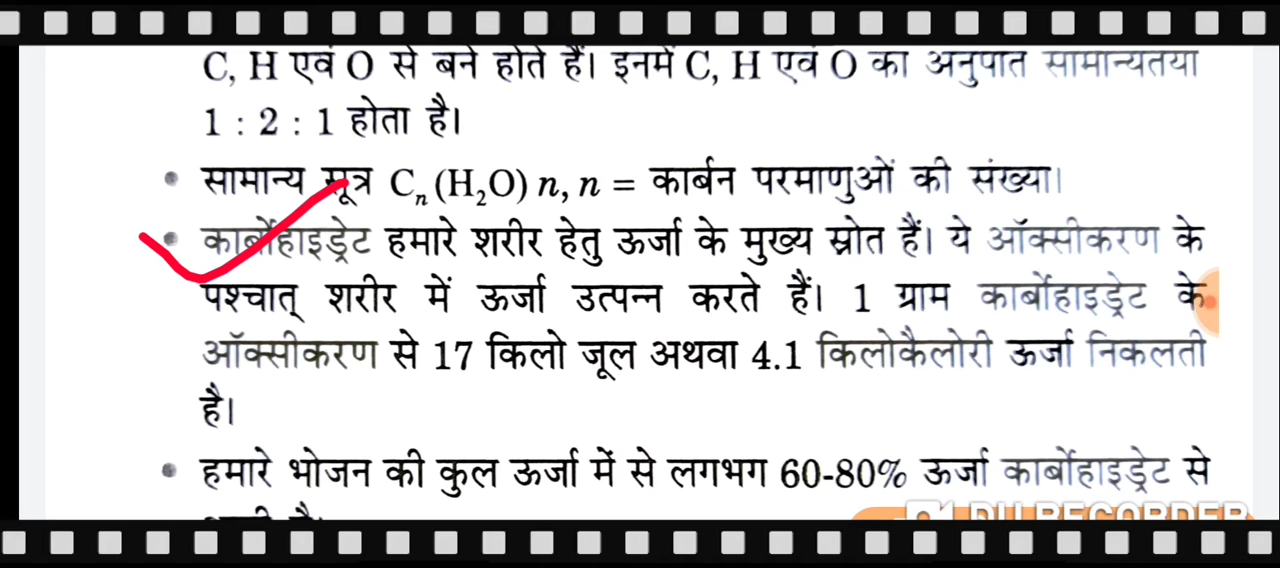 C, H एवं O से बने होते हैं। इनमें C, H एवं O का अनुपात सामान्यतया
1 : 2 : 1 होता है।
• सामान्य सूत्र Cₙ(H₂O) n, n = कार्बन परमाणुओं की संख्या।
• कार्बोहाइड्रेट हमारे शरीर हेतु ऊर्जा के मुख्य स्रोत हैं। ये ऑक्सीकरण के
पश्चात् शरीर में ऊर्जा उत्पन्न करते हैं। 1 ग्राम कार्बोहाइड्रेट के
ऑक्सीकरण से 17 किलो जूल अथवा 4.1 किलोकैलोरी ऊर्जा निकलती
है।
• हमारे भोजन की कुल ऊर्जा में से लगभग 60-80% ऊर्जा कार्बोहाइड्रेट से
DU RECORDER